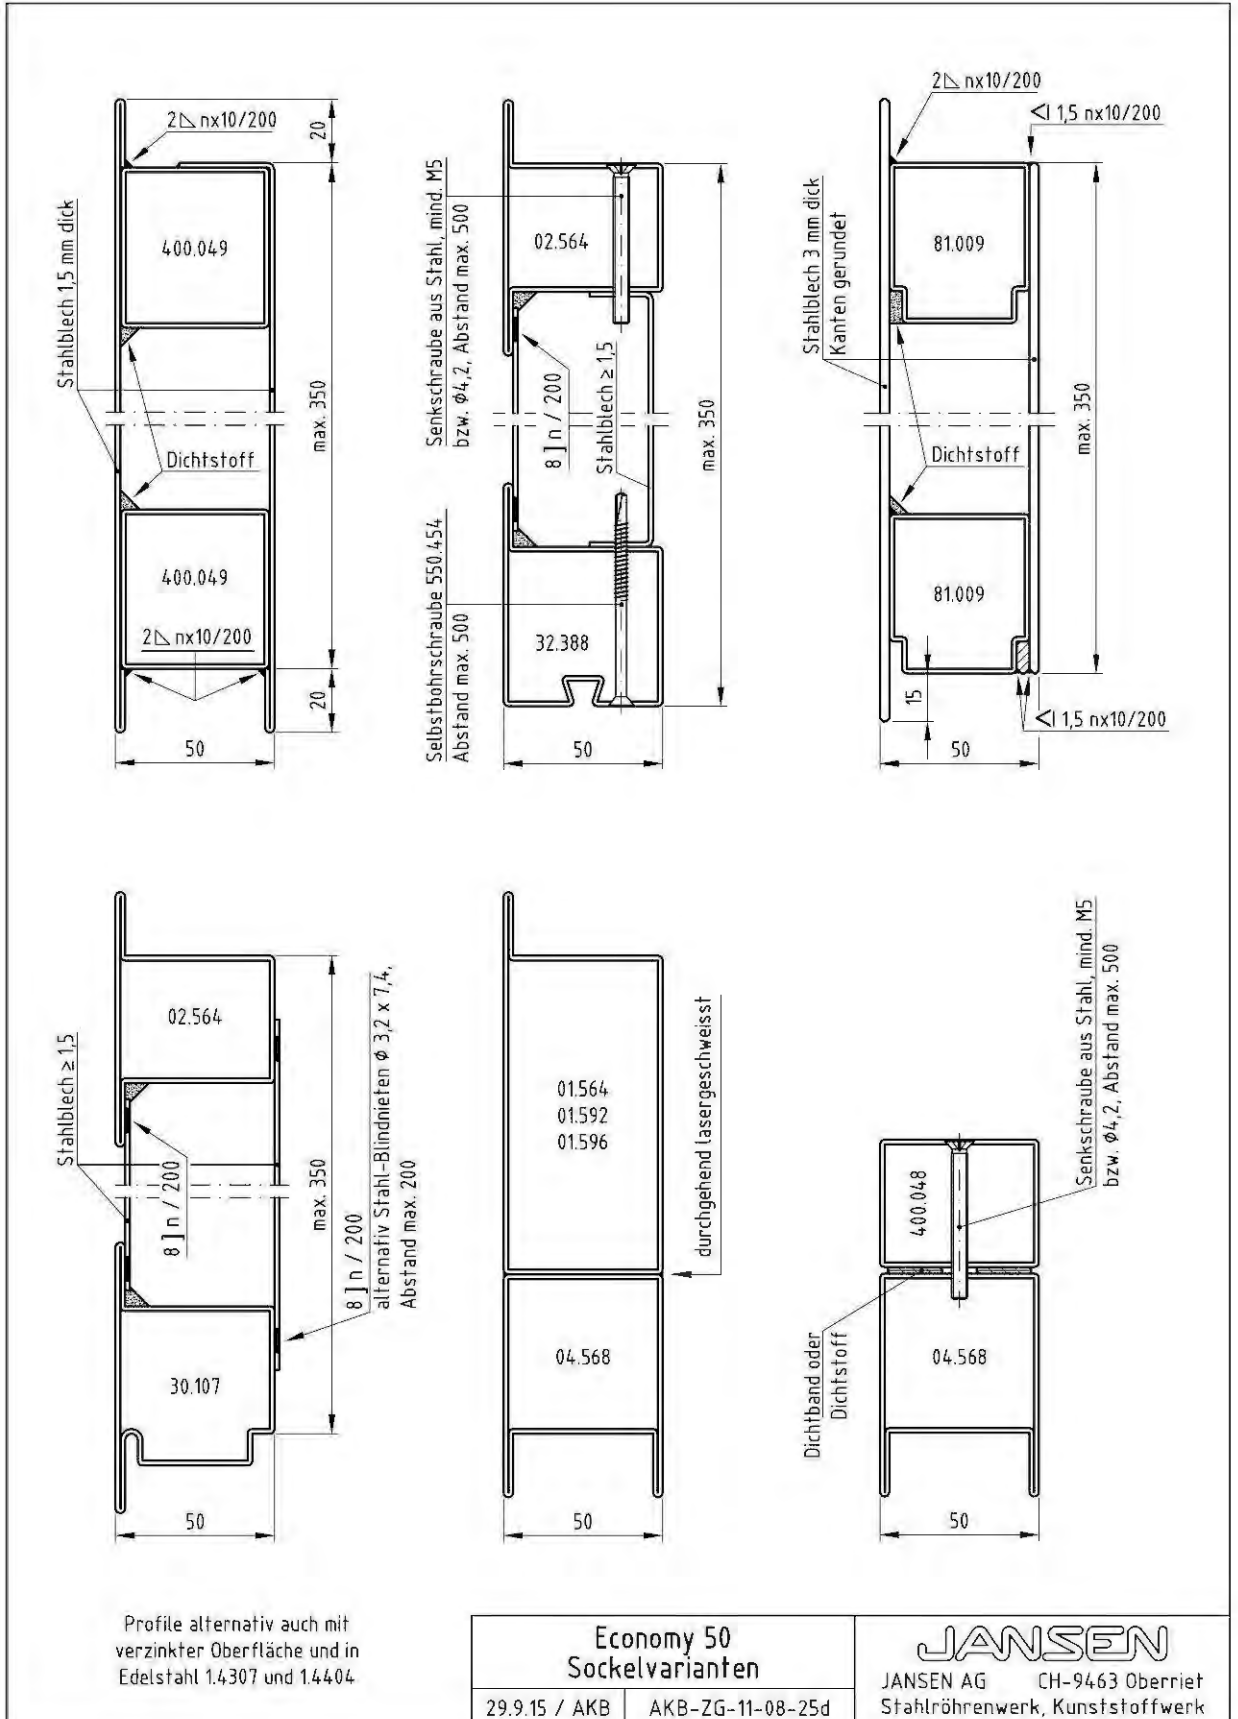 2 nx10/200
20
Stahlblech 1,5 mm dick
400.049
max. 350
Dichtstoff
400.049
2 nx10/200
20
50
Senkschraube aus Stahl, mind. M5
bzw. Φ4,2, Abstand max. 500
02.564
8 ] n / 200
Stahlblech ≥ 1,5
max. 350
Selbstbohrschraube 550.454
Abstand max. 500
32.388
50
2 nx10/200
1,5 nx10/200
Stahlblech 3 mm dick
Kanten gerundet
81.009
max. 350
Dichtstoff
81.009
15
1,5 nx10/200
50
02.564
Stahlblech ≥ 1,5
8 ] n / 200
max. 350
8 ] n / 200
alternativ Stahl-Blindnieten Φ 3,2 x 7,4,
Abstand max. 200
30.107
50
01.564
01.592
01.596
durchgehend lasergeschweisst
04.568
50
Senkschraube aus Stahl, mind. M5
bzw. Φ4,2, Abstand max. 500
400.048
Dichtband oder
Dichtstoff
04.568
50
Profile alternativ auch mit
verzinkter Oberfläche und in
Edelstahl 1.4307 und 1.4404
Economy 50
Sockelvarianten
29.9.15 / AKB
AKB-ZG-11-08-25d
JANSEN
JANSEN AG CH-9463 Oberriet
Stahlröhrenwerk, Kunststoffwerk